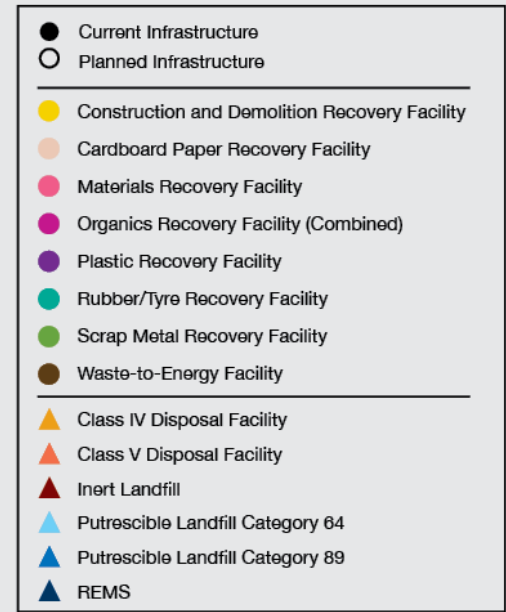 Current Infrastructure
Planned Infrastructure
Construction and Demolition Recovery Facility
Cardboard Paper Recovery Facility
Materials Recovery Facility
Organics Recovery Facility (Combined)
Plastic Recovery Facility
Rubber/Tyre Recovery Facility
Scrap Metal Recovery Facility
Waste-to-Energy Facility
Class IV Disposal Facility
Class V Disposal Facility
Inert Landfill
Putrescible Landfill Category 64
Putrescible Landfill Category 89
REMS